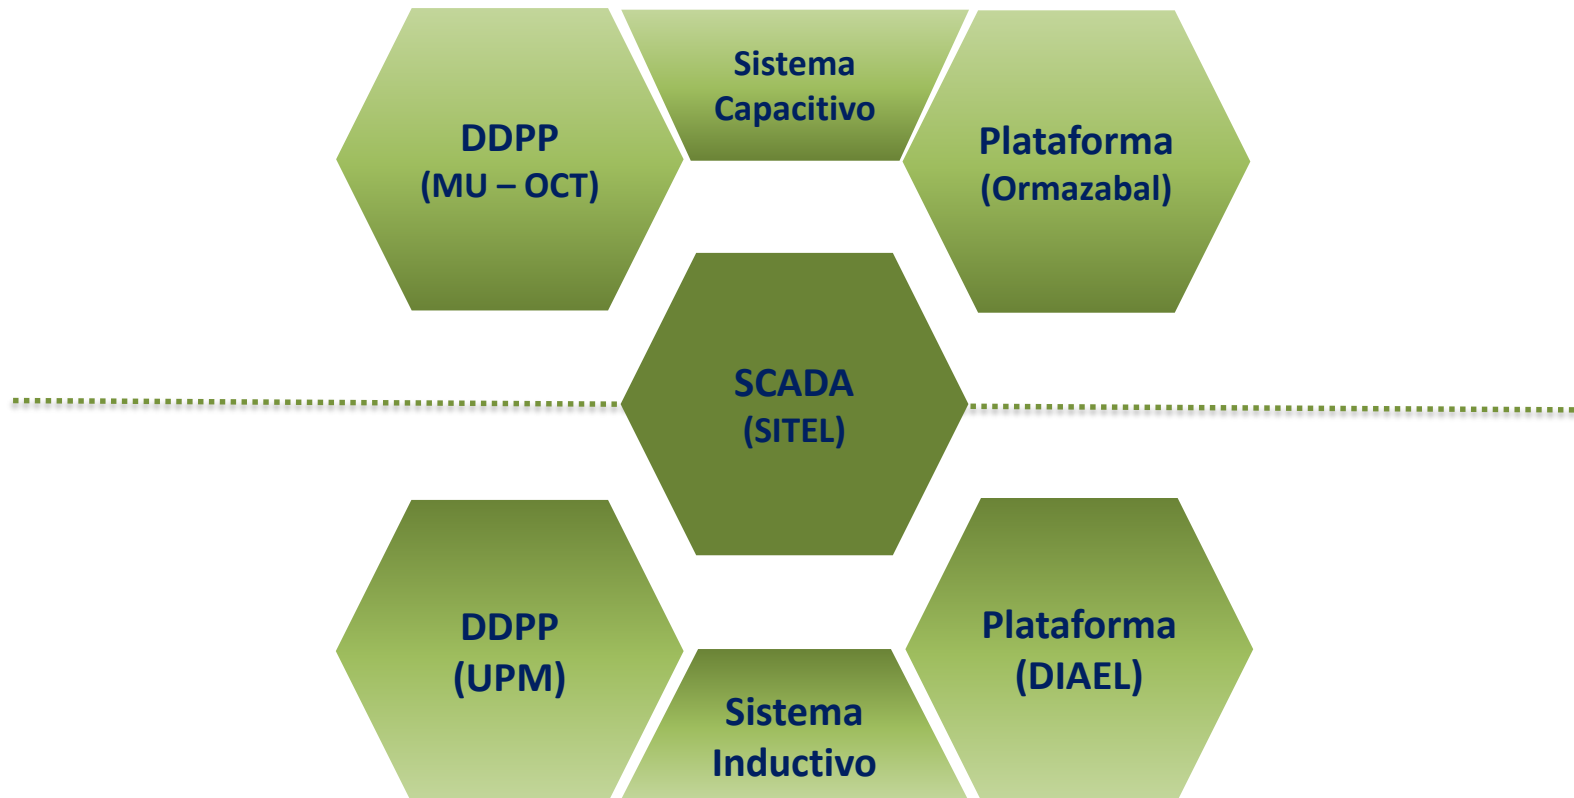 DDPP
(MU – OCT)
Sistema
Capacitivo
Plataforma
(Ormazabal)
SCADA
(SITEL)
DDPP
(UPM)
Sistema
Inductivo
Plataforma
(DIAEL)